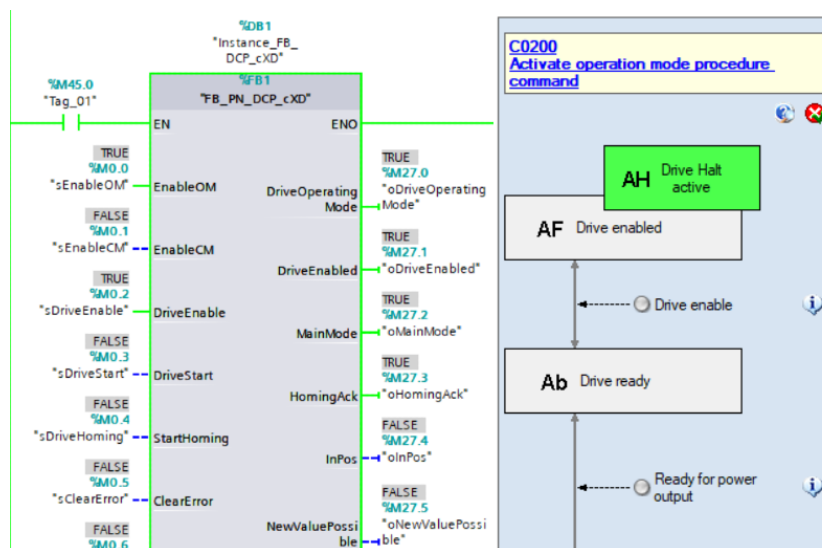 %DB1
"Instance_FB_
DCP_cXD"
%M45.0
"Tag_01"
%FB1
"FB_PN_DCP_cXD"
EN
ENO
TRUE
%M0.0
"sEnableOM"
EnableOM
FALSE
%M0.1
"sEnableCM"
EnableCM
TRUE
%M0.2
"sDriveEnable"
DriveEnable
FALSE
%M0.3
"sDriveStart"
DriveStart
FALSE
%M0.4
"sDriveHoming"
StartHoming
FALSE
%M0.5
"sClearError"
ClearError
FALSE
%M0.6
DriveOperating
Mode
TRUE
%M27.0
"oDriveOperating
Mode"
DriveEnabled
TRUE
%M27.1
"oDriveEnabled"
MainMode
TRUE
%M27.2
"oMainMode"
HomingAck
TRUE
%M27.3
"oHomingAck"
InPos
FALSE
%M27.4
"oInPos"
NewValuePossi
ble
FALSE
%M27.5
"oNewValuePossi
ble"
C0200
Activate operation mode procedure
command
AH Drive Halt
active
AF Drive enabled
Drive enable
Ab Drive ready
Ready for power
output